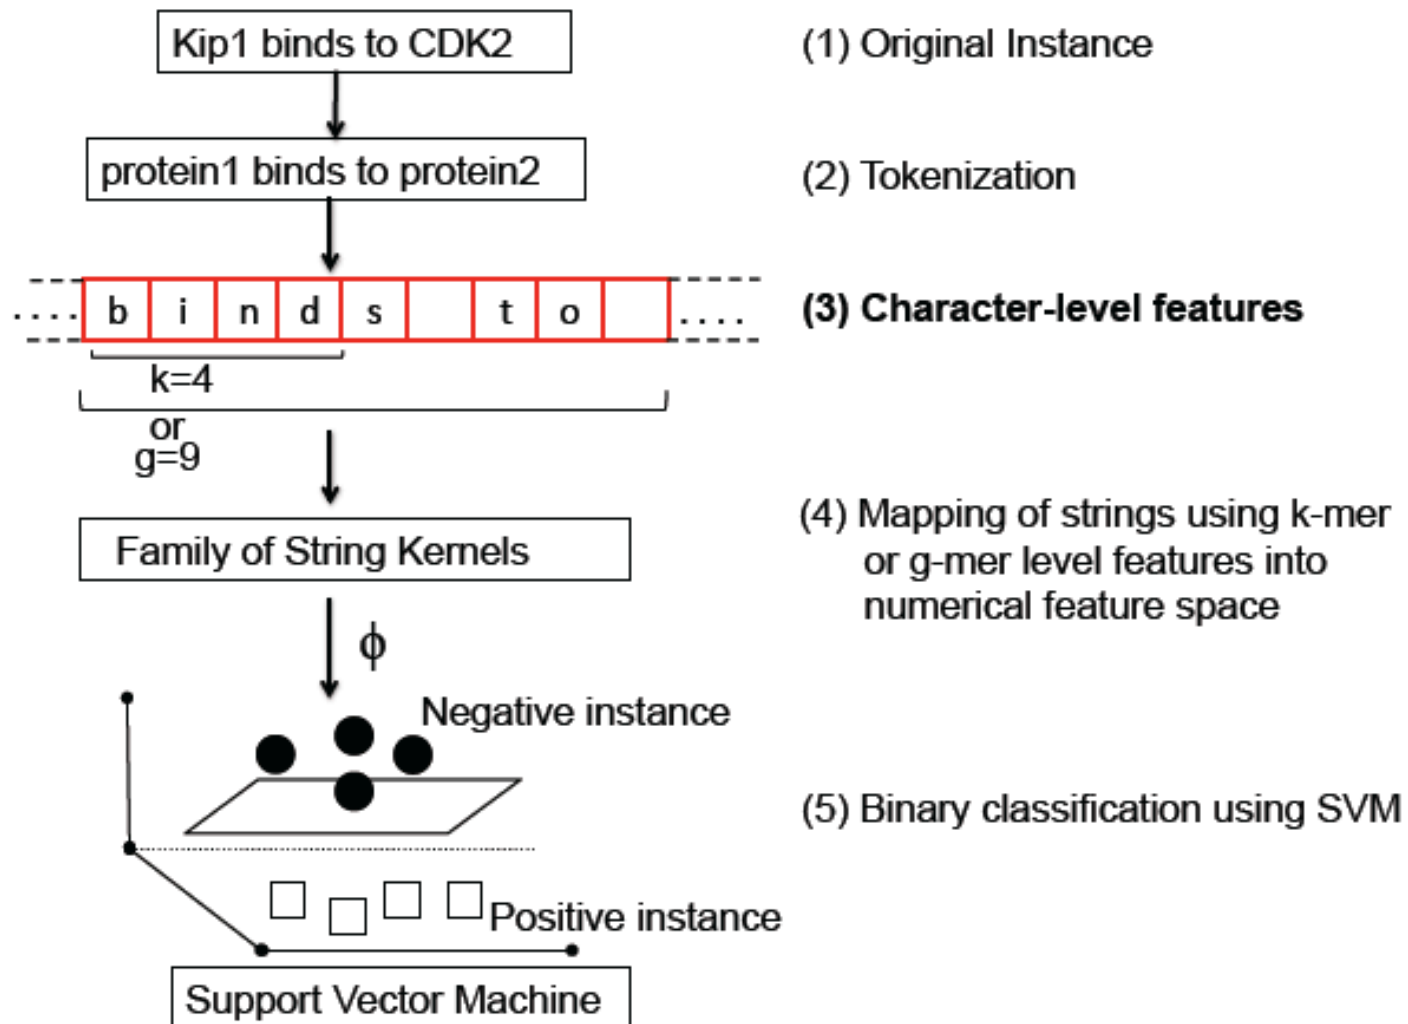 Kip1 binds to CDK2
(1) Original Instance
protein1 binds to protein2
(2) Tokenization
.... b i n d s t o ....
(3) Character-level features
k=4
or
g=9
Family of String Kernels
(4) Mapping of strings using k-mer
or g-mer level features into
numerical feature space
ϕ
Negative instance
(5) Binary classification using SVM
Positive instance
Support Vector Machine